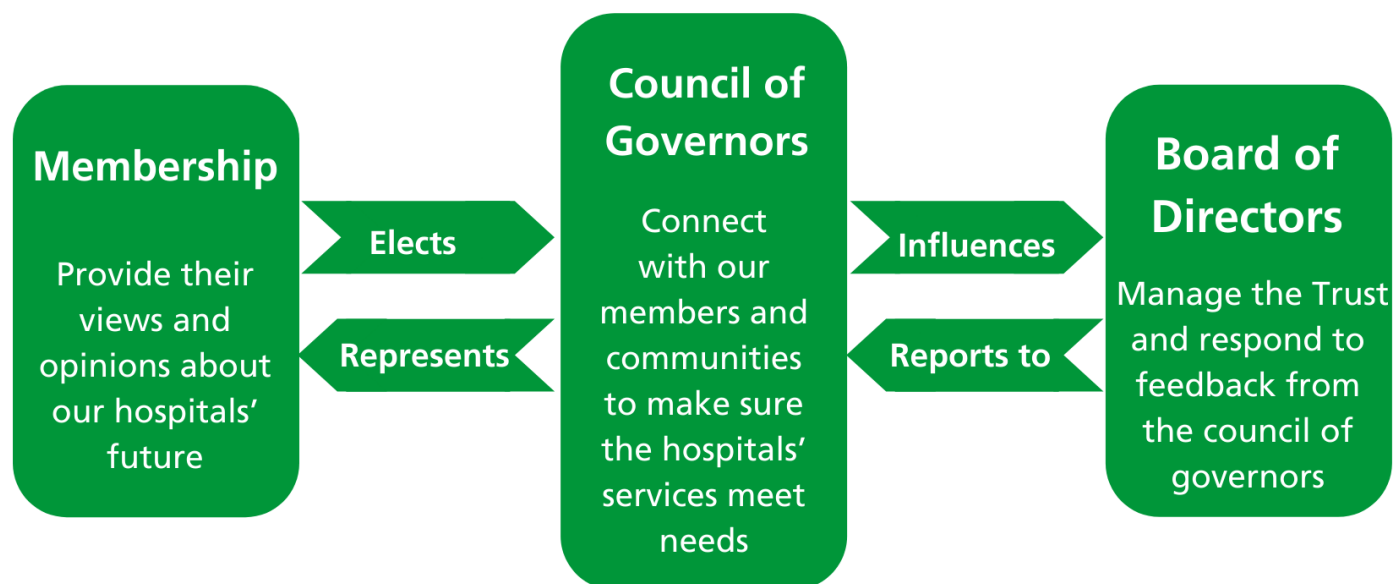 Membership
Provide their
views and
opinions about
our hospitals’
future
Elects
Represents
Council of
Governors
Connect
with our
members and
communities
to make sure
the hospitals’
services meet
needs
Influences
Reports to
Board of
Directors
Manage the Trust
and respond to
feedback from
the council of
governors